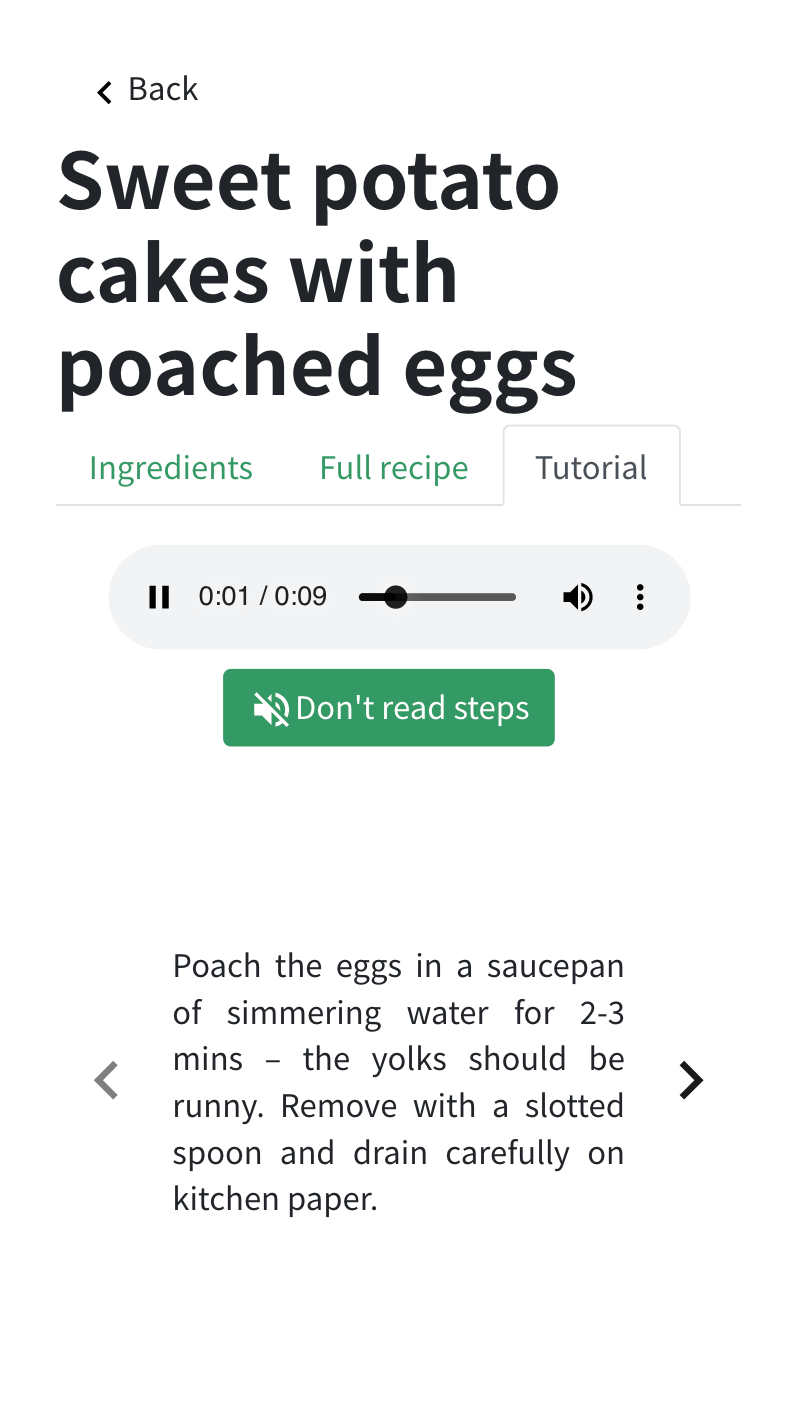 Back
Sweet potato
cakes with
poached eggs
Ingredients Full recipe Tutorial
0:01 / 0:09
Don't read steps
Poach the eggs in a saucepan
of simmering water for 2-3
mins – the yolks should be
runny. Remove with a slotted
spoon and drain carefully on
kitchen paper.